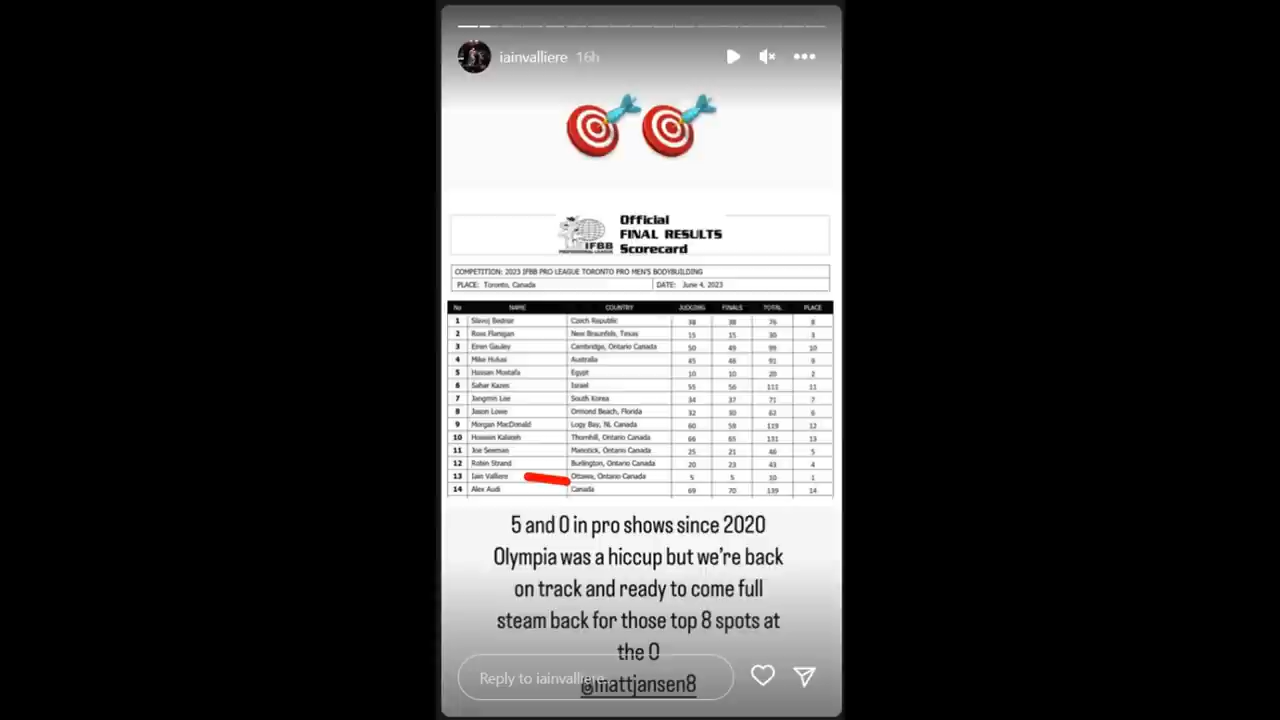 iainvalliere 16h
IFBB
PROFESSIONAL LEAGUE
Official
FINAL RESULTS
Scorecard
COMPETITION: 2023 IFBB PRO LEAGUE TORONTO PRO MEN'S BODYBUILDING
PLACE: Toronto, Canada DATE: June 4, 2023
No NAME COUNTRY JUDGING FINALS TOTAL PLACE
1 Czech Republic 38 38 76 8
2 Ross Flanigan New Braunfels, Texas 15 15 30 3
3 Eiren Gauley Cambridge, Ontario Canada 50 49 99 10
4 Mike Australia 45 46 91 9
5 Hassan Mostafa Egypt 10 10 20 2
6 Sahar Kazes Israel 55 56 111 11
7 Jangmin Lee South Korea 34 37 71 7
8 Jason Lowe Ormond Beach, Florida 32 30 62 6
9 Morgan MacDonald Logy Bay, NL Canada 60 59 119 12
10 Hossein Kalateh Thornhill, Ontario Canada 66 65 131 13
11 Joe Seeman Manotick, Ontario Canada 25 21 46 5
12 Robin Strand Burlington, Ontario Canada 20 23 43 4
13 Iain Valliere Ottawa, Ontario Canada 5 5 10 1
14 Alex Audi Canada 69 70 139 14
5 and 0 in pro shows since 2020
Olympia was a hiccup but we're back
on track and ready to come full
steam back for those top 8 spots at
the O
@mattjansen8
Reply to iainvalliere...